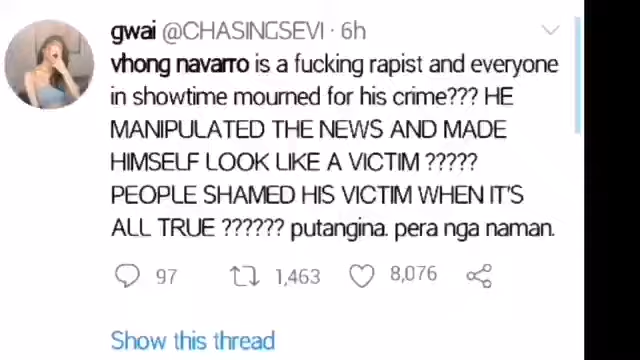 gwai @CHASINGSEVI · 6h
vhong navarro is a fucking rapist and everyone
in showtime mourned for his crime??? HE
MANIPULATED THE NEWS AND MADE
HIMSELF LOOK LIKE A VICTIM ?????
PEOPLE SHAMED HIS VICTIM WHEN IT'S
ALL TRUE ?????? putangina. pera nga naman.
97 1,463 8,076
Show this thread